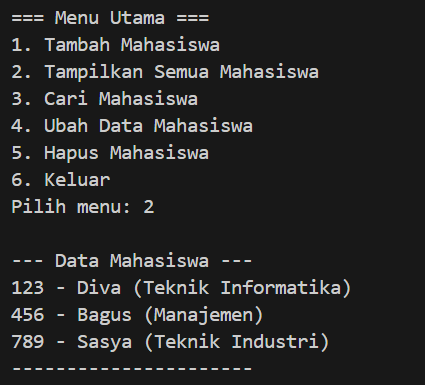 === Menu Utama ===
1. Tambah Mahasiswa
2. Tampilkan Semua Mahasiswa
3. Cari Mahasiswa
4. Ubah Data Mahasiswa
5. Hapus Mahasiswa
6. Keluar
Pilih menu: 2

--- Data Mahasiswa ---
123 - Diva (Teknik Informatika)
456 - Bagus (Manajemen)
789 - Sasya (Teknik Industri)
----------------------